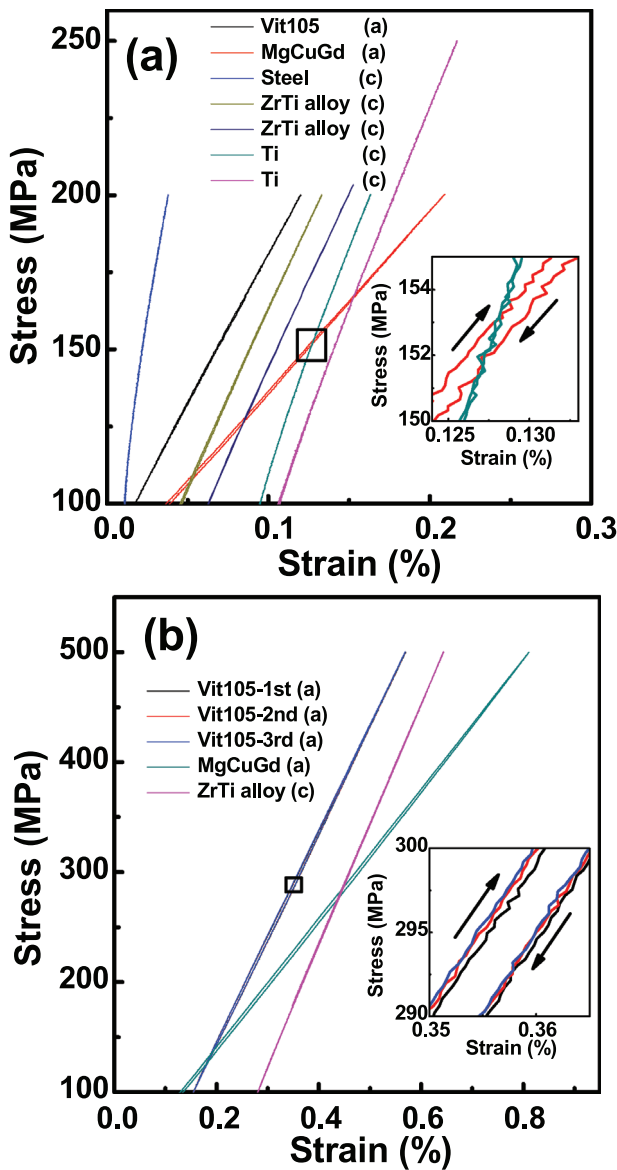 (a)
Vit105 (a)
MgCuGd (a)
Steel (c)
ZrTi alloy (c)
ZrTi alloy (c)
Ti (c)
Ti (c)
250
200
150
100
Stress (MPa)
0.0 0.1 0.2 0.3
Strain (%)
154
152
150
Stress (MPa)
0.125 0.130
Strain (%)
(b)
Vit105-1st (a)
Vit105-2nd (a)
Vit105-3rd (a)
MgCuGd (a)
ZrTi alloy (c)
500
400
300
200
100
Stress (MPa)
0.0 0.2 0.4 0.6 0.8
Strain (%)
300
295
290
Stress (MPa)
0.35 0.36
Strain (%)